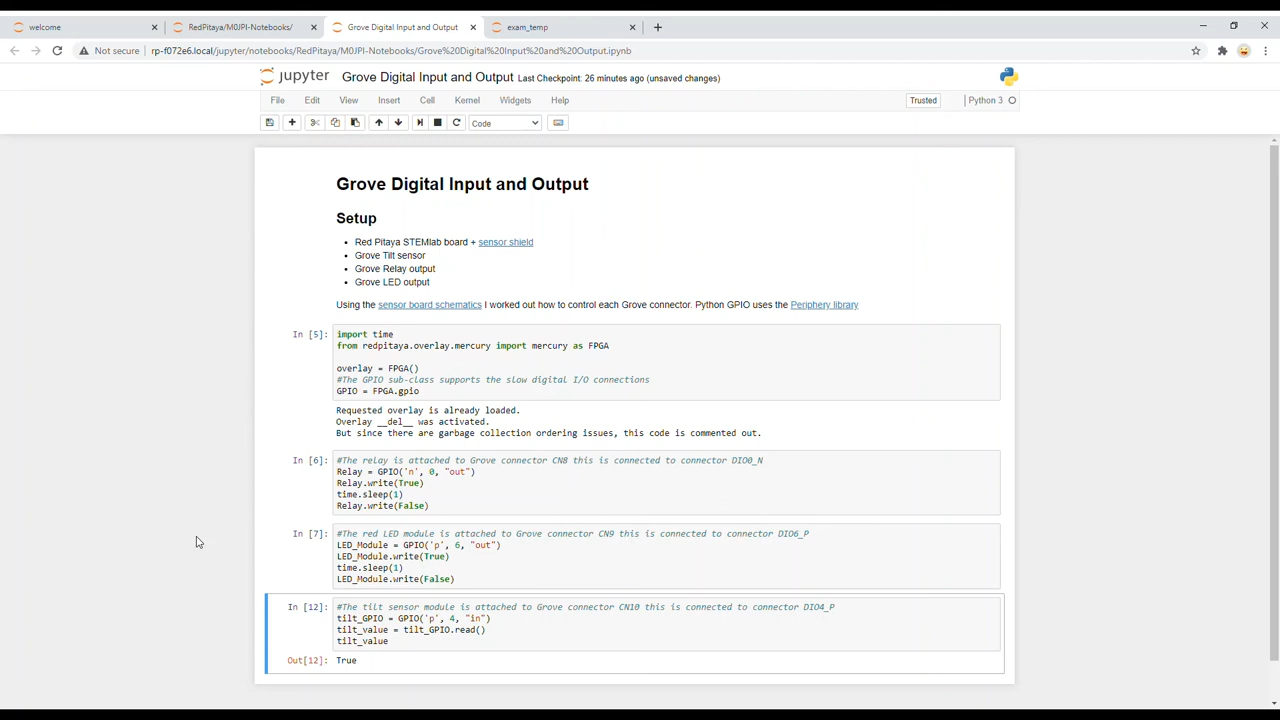 welcome
RedPitaya/M0JPI-Notebooks/
Grove Digital Input and Output
exam_temp
Not secure
rp-f072e6.local/jupyter/notebooks/RedPitaya/M0JPI-Notebooks/Grove%20Digital%20Input%20and%20Output.ipynb
jupyter Grove Digital Input and Output Last Checkpoint: 26 minutes ago (unsaved changes)
File Edit View Insert Cell Kernel Widgets Help Trusted Python 3
Code
Grove Digital Input and Output
Setup
• Red Pitaya STEMlab board + sensor shield
• Grove Tilt sensor
• Grove Relay output
• Grove LED output
Using the sensor board schematics I worked out how to control each Grove connector. Python GPIO uses the Periphery library
In [5]: import time
from redpitaya.overlay.mercury import mercury as FPGA
overlay = FPGA()
#The GPIO sub-class supports the slow digital I/O connections
GPIO = FPGA.gpio
Requested overlay is already loaded.
Overlay __del__ was activated.
But since there are garbage collection ordering issues, this code is commented out.
In [6]: #The relay is attached to Grove connector CN8 this is connected to connector DIO0_N
Relay = GPIO('n', 0, "out")
Relay.write(True)
time.sleep(1)
Relay.write(False)
In [7]: #The red LED module is attached to Grove connector CN9 this is connected to connector DIO6_P
LED_Module = GPIO('p', 6, "out")
LED_Module.write(True)
time.sleep(1)
LED_Module.write(False)
In [12]: #The tilt sensor module is attached to Grove connector CN10 this is connected to connector DIO4_P
tilt_GPIO = GPIO('p', 4, "in")
tilt_value = tilt_GPIO.read()
tilt_value
Out[12]: True